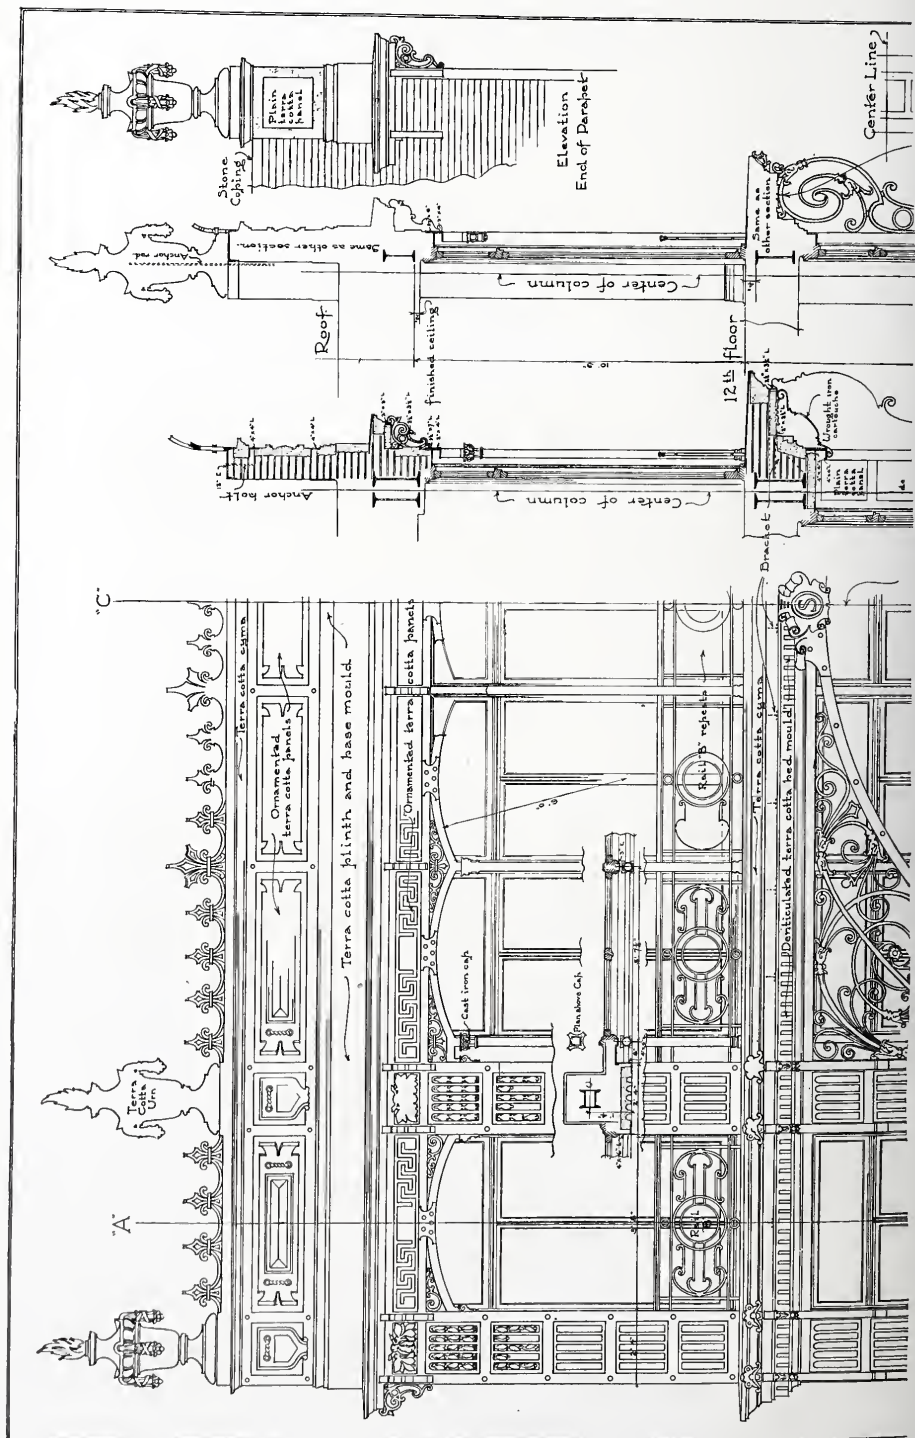 Plain
terra
cotta
panel
Stone
Coping
Elevation
End of Parapet
Center Line
Anchor rod
Same as other section
Center of column
Same as
other section
Roof
finished ceiling
12th floor
Anchor bolt
Center of column
Wrought iron
cartouche
Plain
terra
cotta
panel
do
Bracket
"C"
Terra cotta cyma
Ornamented
terra cotta panels
Terra cotta plinth and base mould
Ornamented terra cotta panels
Rail "B" repeats
Terra cotta cyma
Denticulated terra cotta bed mould
S
Cast iron cap
Plan above Cap
Terra
Cotta
Urn
"A"
Rail
B